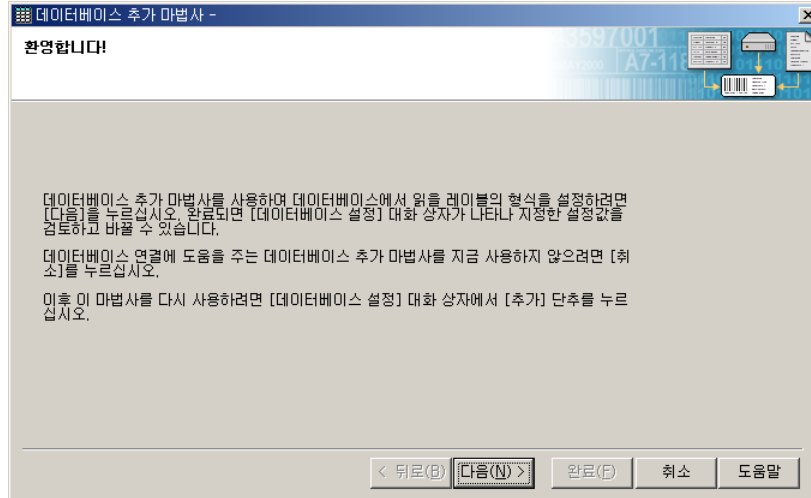 데이터베이스 추가 마법사 -
환영합니다!
3597001
A7-118
데이터베이스 추가 마법사를 사용하여 데이터베이스에서 읽을 레이블의 형식을 설정하려면
[다음]을 누르십시오. 완료되면 [데이터베이스 설정] 대화 상자가 나타나 지정한 설정값을
검토하고 바꿀 수 있습니다.
데이터베이스 연결에 도움을 주는 데이터베이스 추가 마법사를 지금 사용하지 않으려면 [취
소]를 누르십시오.
이후 이 마법사를 다시 사용하려면 [데이터베이스 설정] 대화 상자에서 [추가] 단추를 누르
십시오.
< 뒤로(B) 다음(N) > 완료(F) 취소 도움말